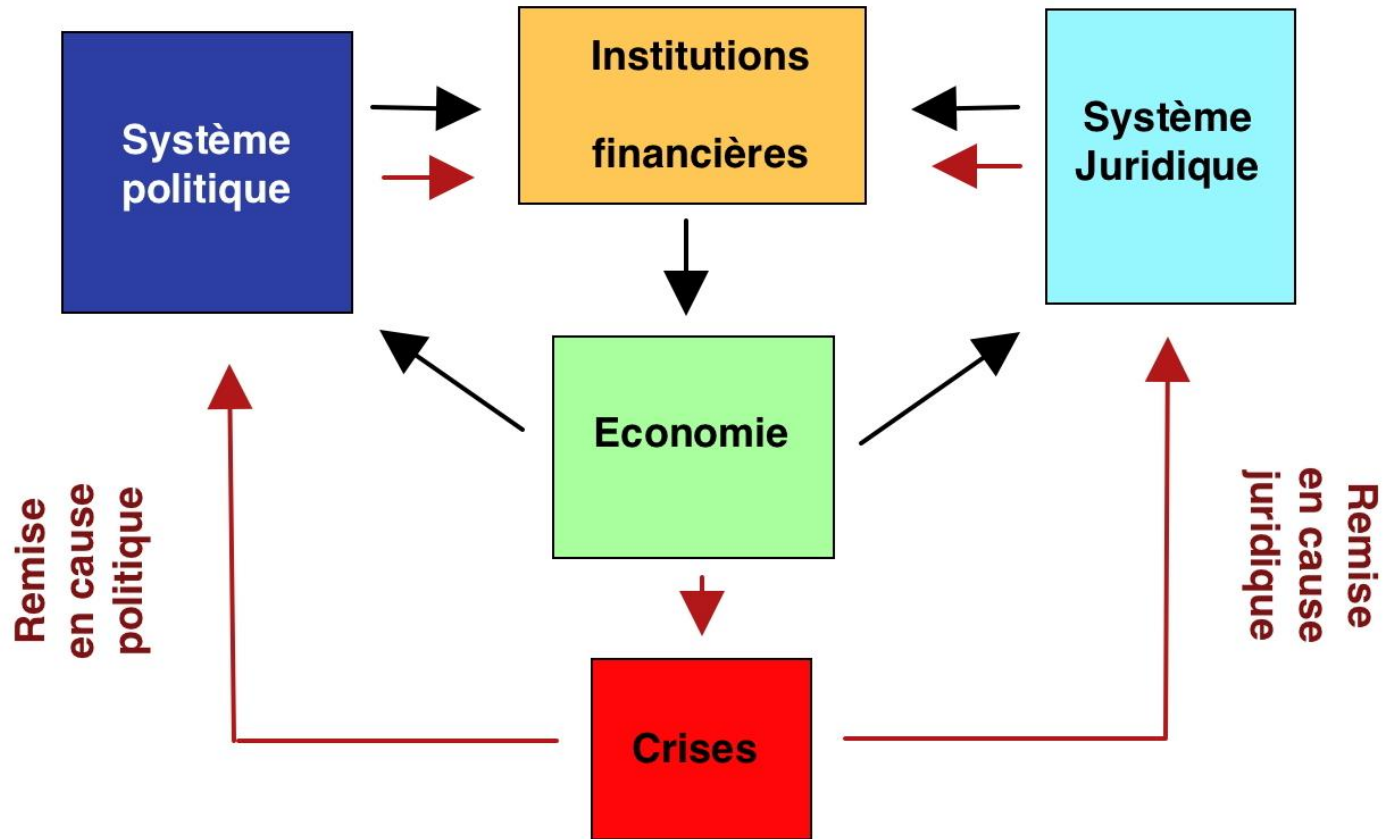 Système
politique
Institutions
financières
Système
Juridique
Economie
Remise
en cause
politique
Remise
en cause
juridique
Crises